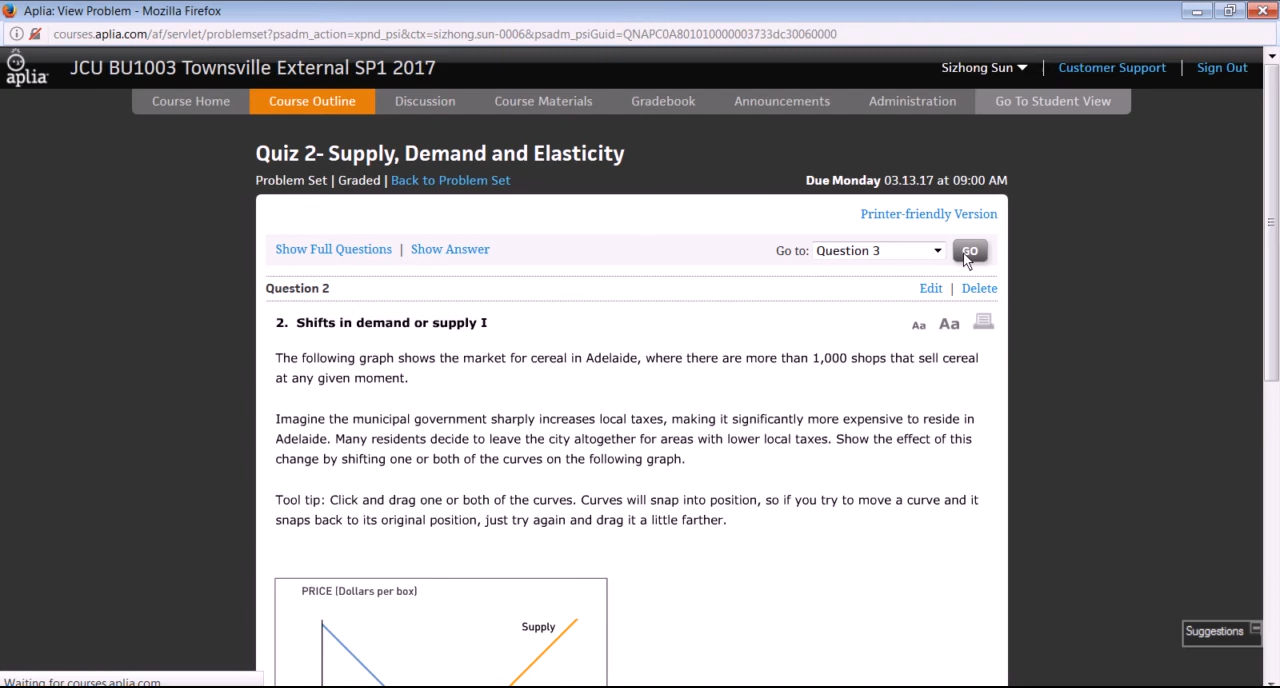 Aplia: View Problem - Mozilla Firefox
courses.aplia.com/af/servlet/problemset?psadm_action=xpnd_psi&ctx=sizhong.sun-0006&psadm_psiGuid=QNAPC0A801010000003733dc30060000
aplia JCU BU1003 Townsville External SP1 2017 Sizhong Sun | Customer Support | Sign Out
Course Home Course Outline Discussion Course Materials Gradebook Announcements Administration Go To Student View
Quiz 2- Supply, Demand and Elasticity
Problem Set | Graded | Back to Problem Set Due Monday 03.13.17 at 09:00 AM
Printer-friendly Version
Show Full Questions | Show Answer Go to: Question 3 GO
Question 2 Edit | Delete
2. Shifts in demand or supply I Aa Aa
The following graph shows the market for cereal in Adelaide, where there are more than 1,000 shops that sell cereal
at any given moment.
Imagine the municipal government sharply increases local taxes, making it significantly more expensive to reside in
Adelaide. Many residents decide to leave the city altogether for areas with lower local taxes. Show the effect of this
change by shifting one or both of the curves on the following graph.
Tool tip: Click and drag one or both of the curves. Curves will snap into position, so if you try to move a curve and it
snaps back to its original position, just try again and drag it a little farther.
PRICE (Dollars per box)
Supply
Suggestions
Waiting for courses.aplia.com